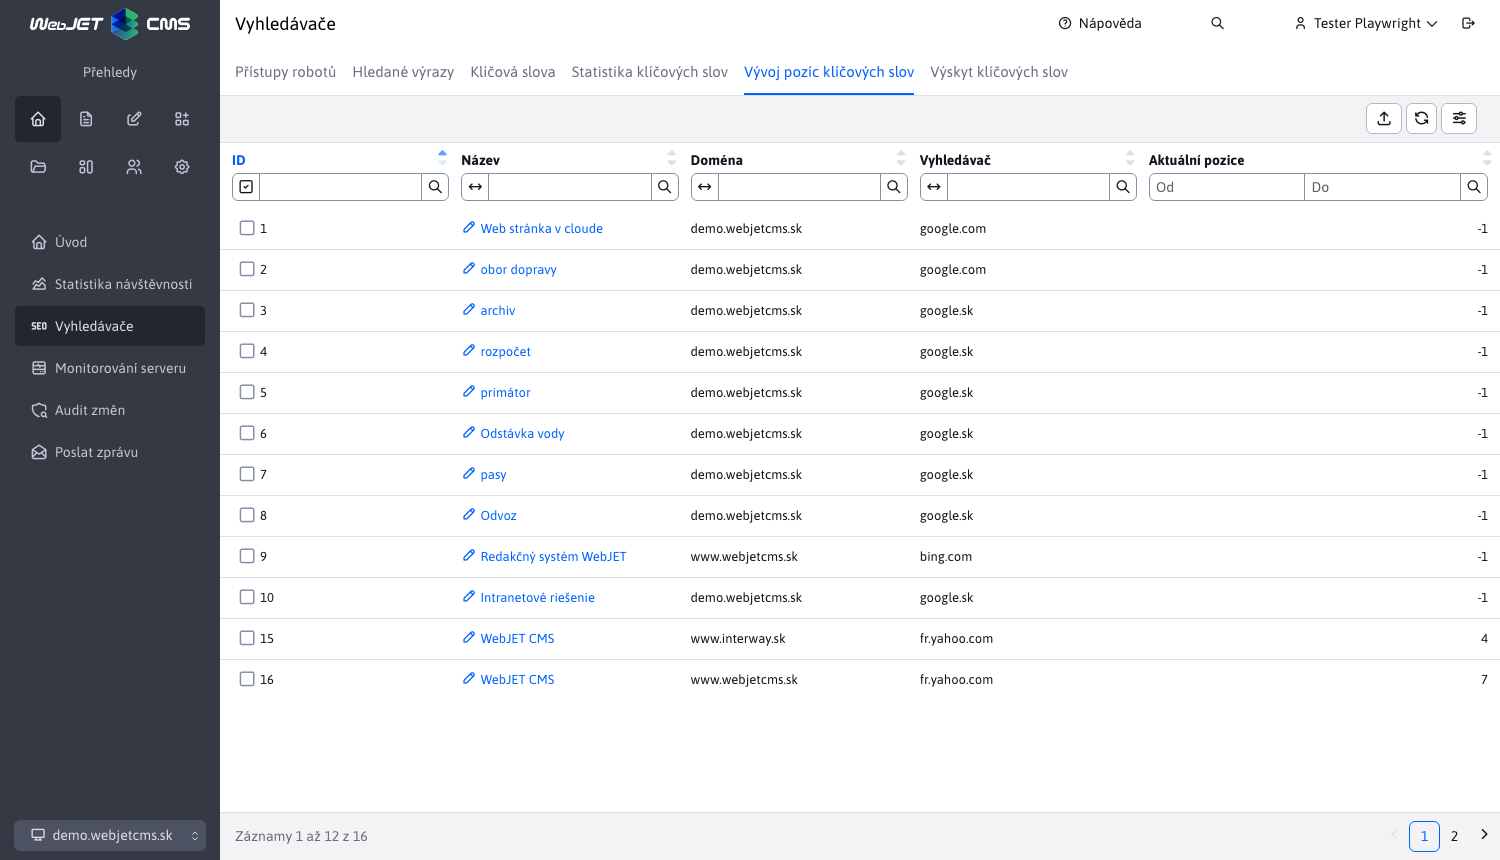 WebJET CMS
Vyhledávače
Nápověda
Tester Playwright
Přehledy
Přístupy robotů Hledané výrazy Klíčová slova Statistika klíčových slov Vývoj pozíc klíčových slov Výskyt klíčových slov
ID Název Doména Vyhledávač Aktuální pozice
Od Do
1 Web stránka v cloude demo.webjetcms.sk google.com -1
2 obor dopravy demo.webjetcms.sk google.com -1
3 archiv demo.webjetcms.sk google.sk -1
4 rozpočet demo.webjetcms.sk google.sk -1
5 primátor demo.webjetcms.sk google.sk -1
6 Odstávka vody demo.webjetcms.sk google.sk -1
7 pasy demo.webjetcms.sk google.sk -1
8 Odvoz demo.webjetcms.sk google.sk -1
9 Redakčný systém WebJET www.webjetcms.sk bing.com -1
10 Intranetové riešenie demo.webjetcms.sk google.sk -1
15 WebJET CMS www.interway.sk fr.yahoo.com 4
16 WebJET CMS www.webjetcms.sk fr.yahoo.com 7
Úvod
Statistika návštěvnosti
SEO Vyhledávače
Monitorování serveru
Audit změn
Poslat zprávu
demo.webjetcms.sk
Záznamy 1 až 12 z 16
1 2